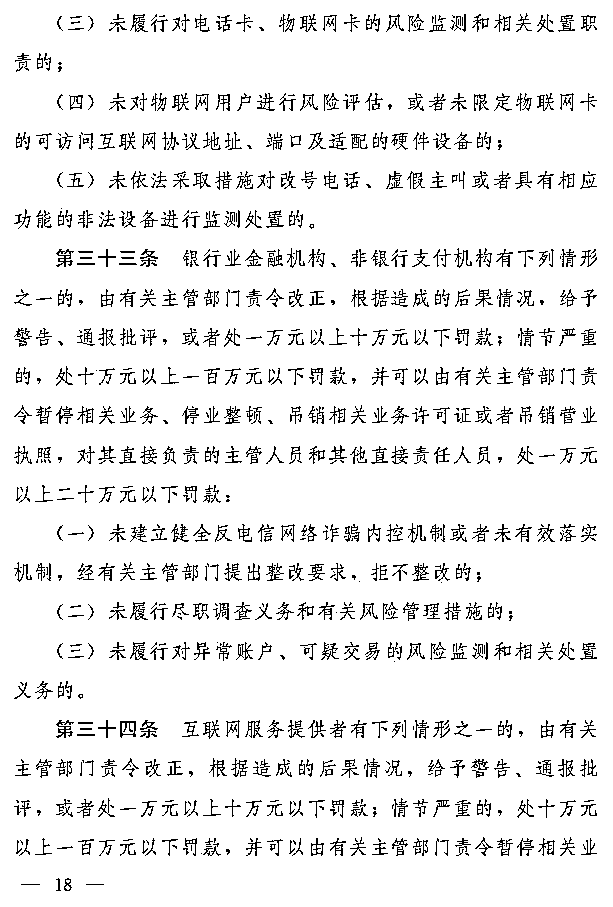 （三）未履行对电话卡、物联网卡的风险监测和相关处置职
责的；
（四）未对物联网用户进行风险评估，或者未限定物联网卡
的可访问互联网协议地址、端口及适配的硬件设备的；
（五）未依法采取措施对改号电话、虚假主叫或者具有相应
功能的非法设备进行监测处置的。
第三十三条　银行业金融机构、非银行支付机构有下列情形
之一的，由有关主管部门责令改正，根据造成的后果情况，给予
警告、通报批评，或者处一万元以上十万元以下罚款；情节严重
的，处十万元以上一百万元以下罚款，并可以由有关主管部门责
令暂停相关业务、停业整顿、吊销相关业务许可证或者吊销营业
执照，对其直接负责的主管人员和其他直接责任人员，处一万元
以上二十万元以下罚款：
（一）未建立健全反电信网络诈骗内控机制或者未有效落实
机制，经有关主管部门提出整改要求，拒不整改的；
（二）未履行尽职调查义务和有关风险管理措施的；
（三）未履行对异常账户、可疑交易的风险监测和相关处置
义务的。
第三十四条　互联网服务提供者有下列情形之一的，由有关
主管部门责令改正，根据造成的后果情况，给予警告、通报批
评，或者处一万元以上十万元以下罚款；情节严重的，处十万元
以上一百万元以下罚款，并可以由有关主管部门责令暂停相关业
— 18 —